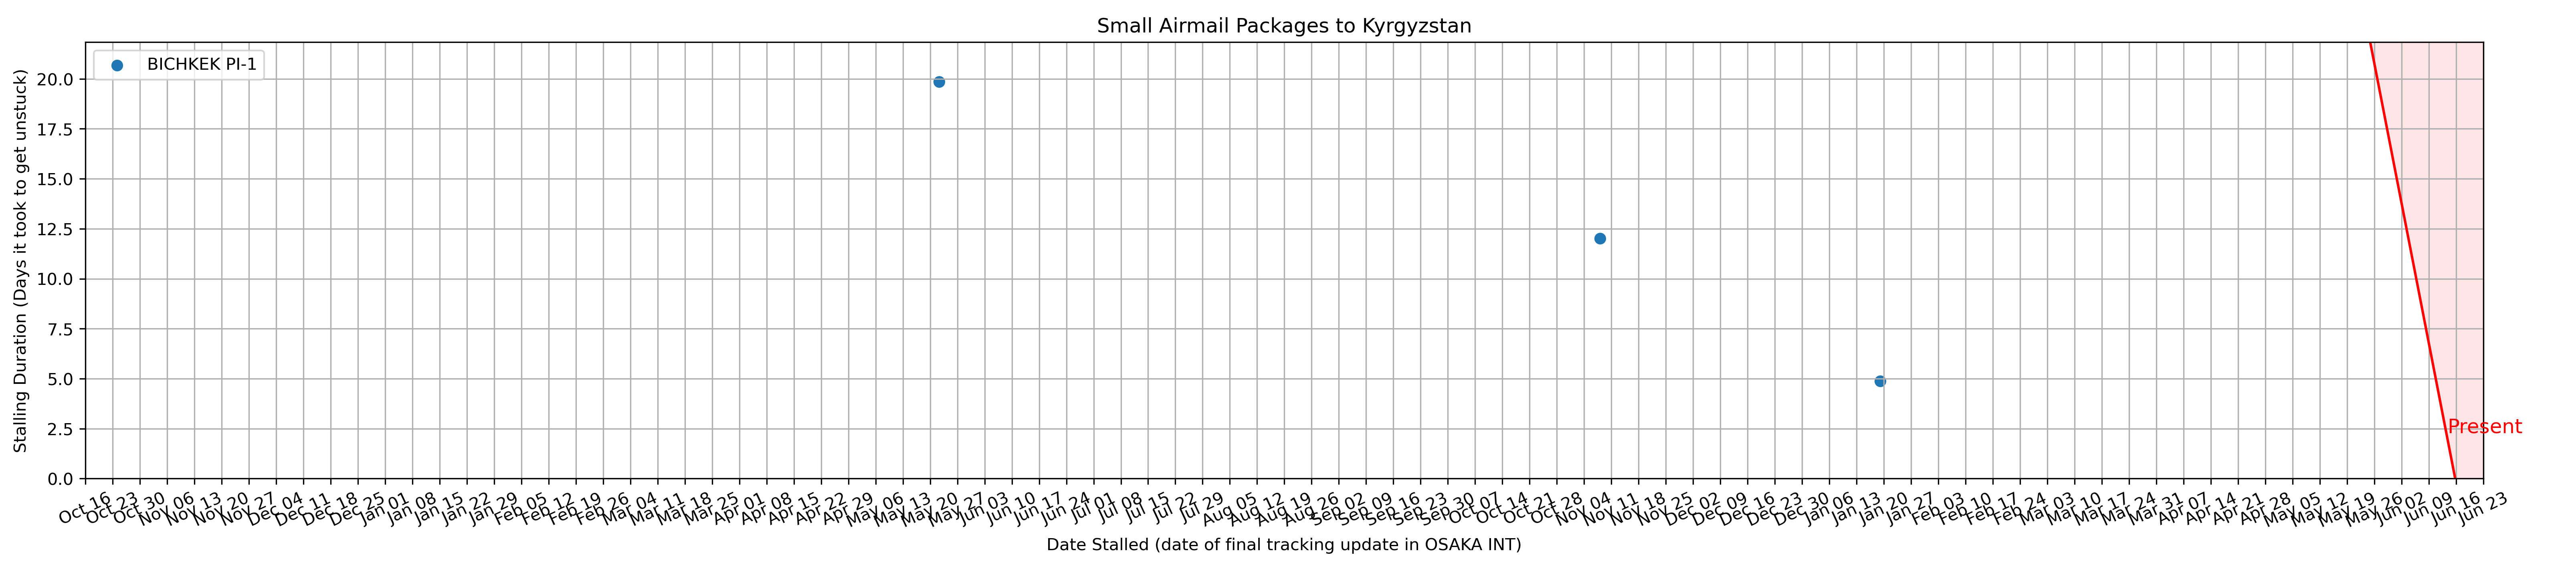 Small Airmail Packages to Kyrgyzstan
BICHKEK PI-1
Stalling Duration (Days it took to get unstuck)
20.0
17.5
15.0
12.5
10.0
7.5
5.0
2.5
0.0
Present
Oct 16 Oct 23 Oct 30 Nov 06 Nov 13 Nov 20 Nov 27 Dec 04 Dec 11 Dec 18 Dec 25 Jan 01 Jan 08 Jan 15 Jan 22 Jan 29 Feb 05 Feb 12 Feb 19 Feb 26 Mar 04 Mar 11 Mar 18 Mar 25 Apr 01 Apr 08 Apr 15 Apr 22 Apr 29 May 06 May 13 May 20 May 27 Jun 03 Jun 10 Jun 17 Jun 24 Jul 01 Jul 08 Jul 15 Jul 22 Jul 29 Aug 05 Aug 12 Aug 19 Aug 26 Sep 02 Sep 09 Sep 16 Sep 23 Sep 30 Oct 07 Oct 14 Oct 21 Oct 28 Nov 04 Nov 11 Nov 18 Nov 25 Dec 02 Dec 09 Dec 16 Dec 23 Dec 30 Jan 06 Jan 13 Jan 20 Jan 27 Feb 03 Feb 10 Feb 17 Feb 24 Mar 03 Mar 10 Mar 17 Mar 24 Mar 31 Apr 07 Apr 14 Apr 21 Apr 28 May 05 May 12 May 19 May 26 Jun 02 Jun 09 Jun 16 Jun 23
Date Stalled (date of final tracking update in OSAKA INT)